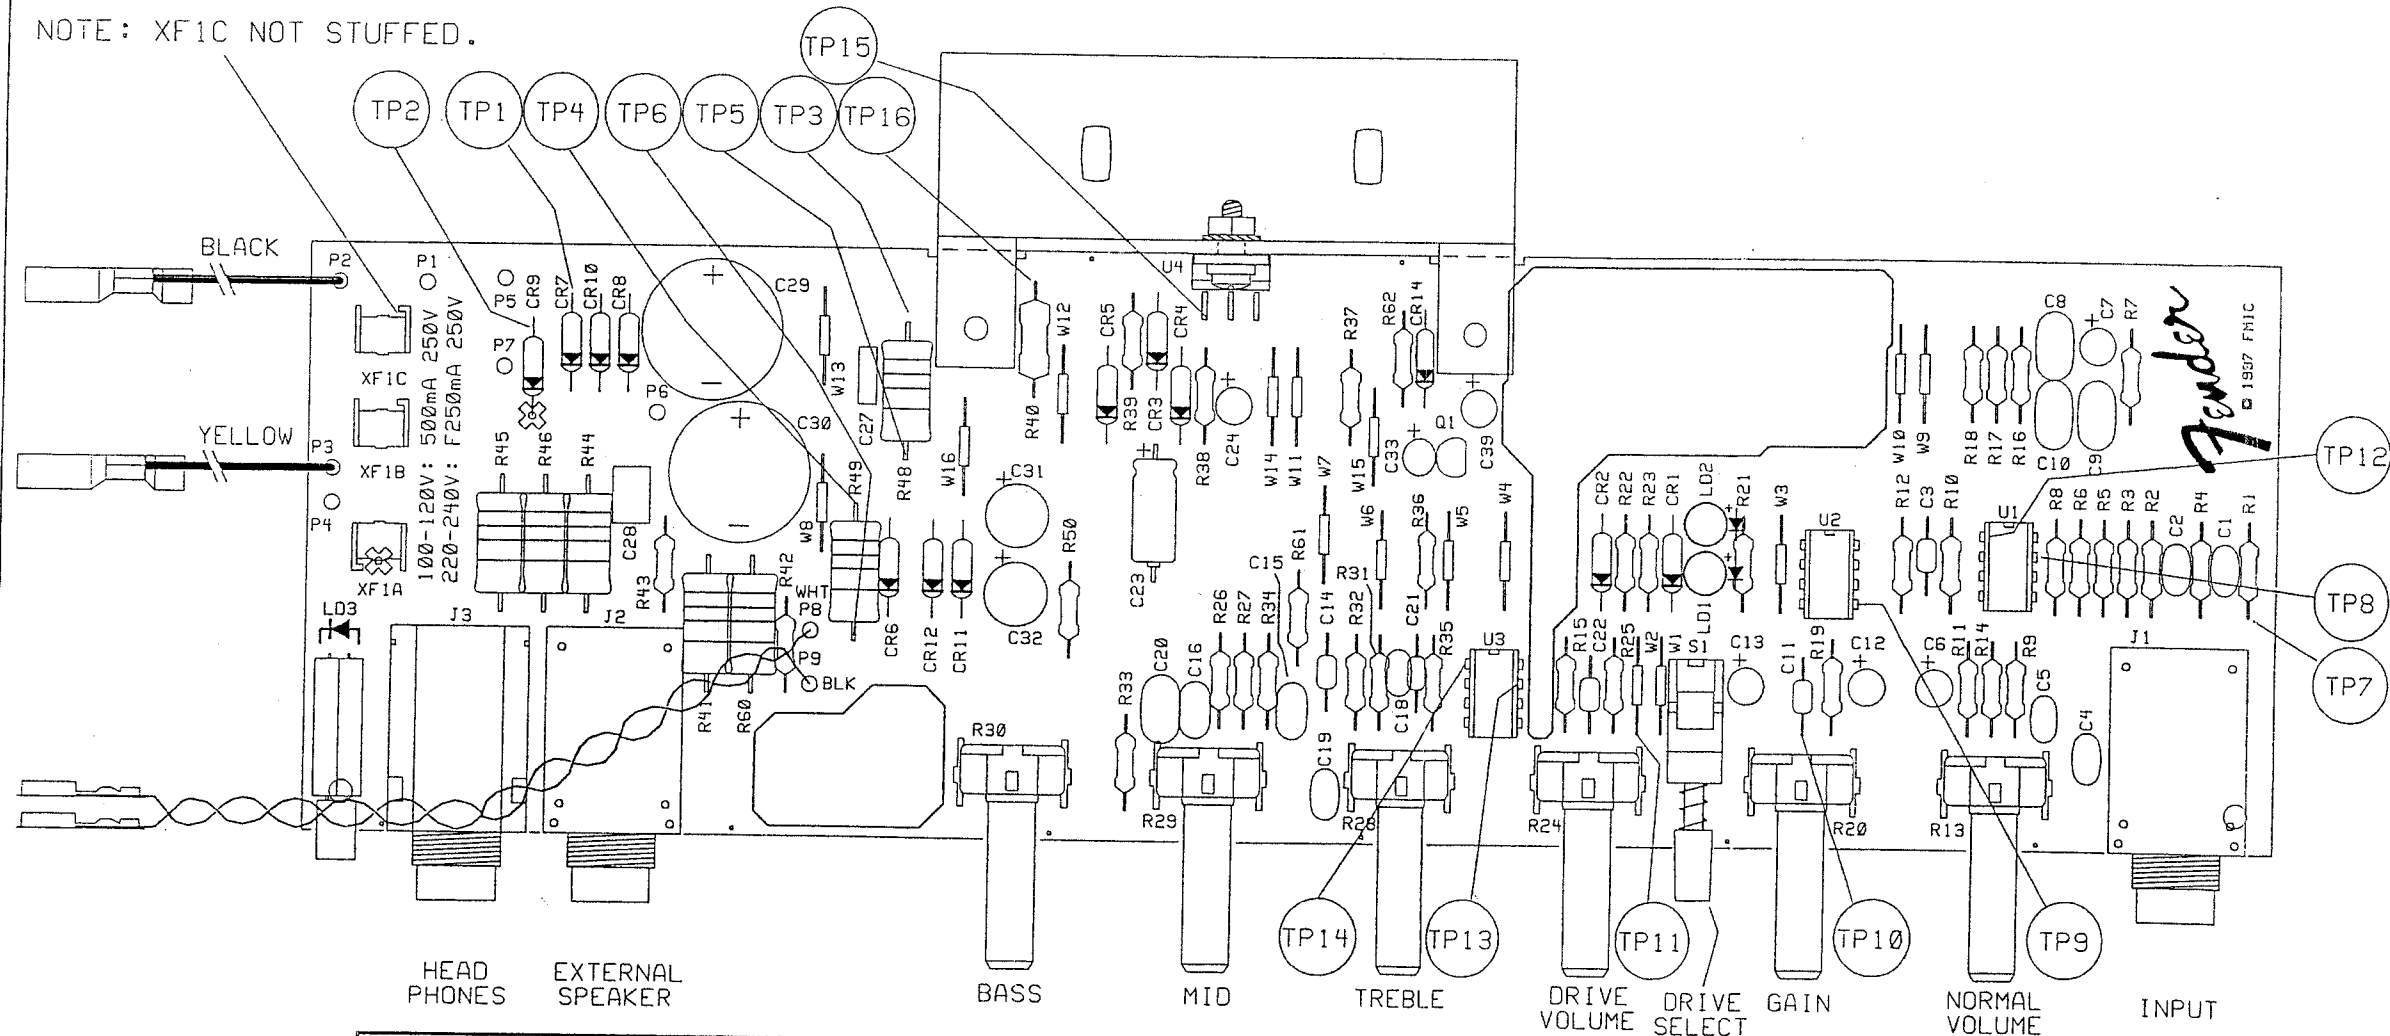 NOTE: XF1C NOT STUFFED.
TP15
TP2
TP1
TP4
TP6
TP5
TP3
TP16
BLACK
P2
P1
P5
CR9
CR7
CR10
CR8
C29
W13
W12
CR5
U4
CR4
R37
R62
CR14
C8
C7
R7
Fender
© 1997 FMIC
P7
XF1C
P6
C27
R40
R39
CR3
R38
C24
W14
W11
W7
W15
C33
Q1
C39
W10
W9
R18
R17
R16
C10
C9
TP12
YELLOW
P3
XF1B
P4
XF1A
100-120V: 500mA 250V
220-240V: F250mA 250V
R45
R46
R44
C30
R49
R48
W16
C31
C28
W8
R43
R42
R50
C32
C23
R61
W6
R36
W5
W4
CR2
R22
R23
CR1
LD2
R21
W3
U2
R12
C3
R10
U1
R8
R6
R5
R3
R2
C2
R4
C1
R1
TP8
LD3
J3
J2
WHT
P8
P9
BLK
R41
R60
CR6
CR12
CR11
R26
R27
R34
C15
C14
R31
R32
C21
R35
U3
R15
C22
R25
W2
W1
S1
LD1
C13
C11
R19
C12
C6
R11
R14
R9
C5
J1
TP7
R33
C20
C16
C18
C19
C4
R30
R29
R28
R24
R20
R13
TP14
TP13
TP11
TP10
TP9
HEAD
PHONES
EXTERNAL
SPEAKER
BASS
MID
TREBLE
DRIVE
VOLUME
DRIVE
SELECT
GAIN
NORMAL
VOLUME
INPUT